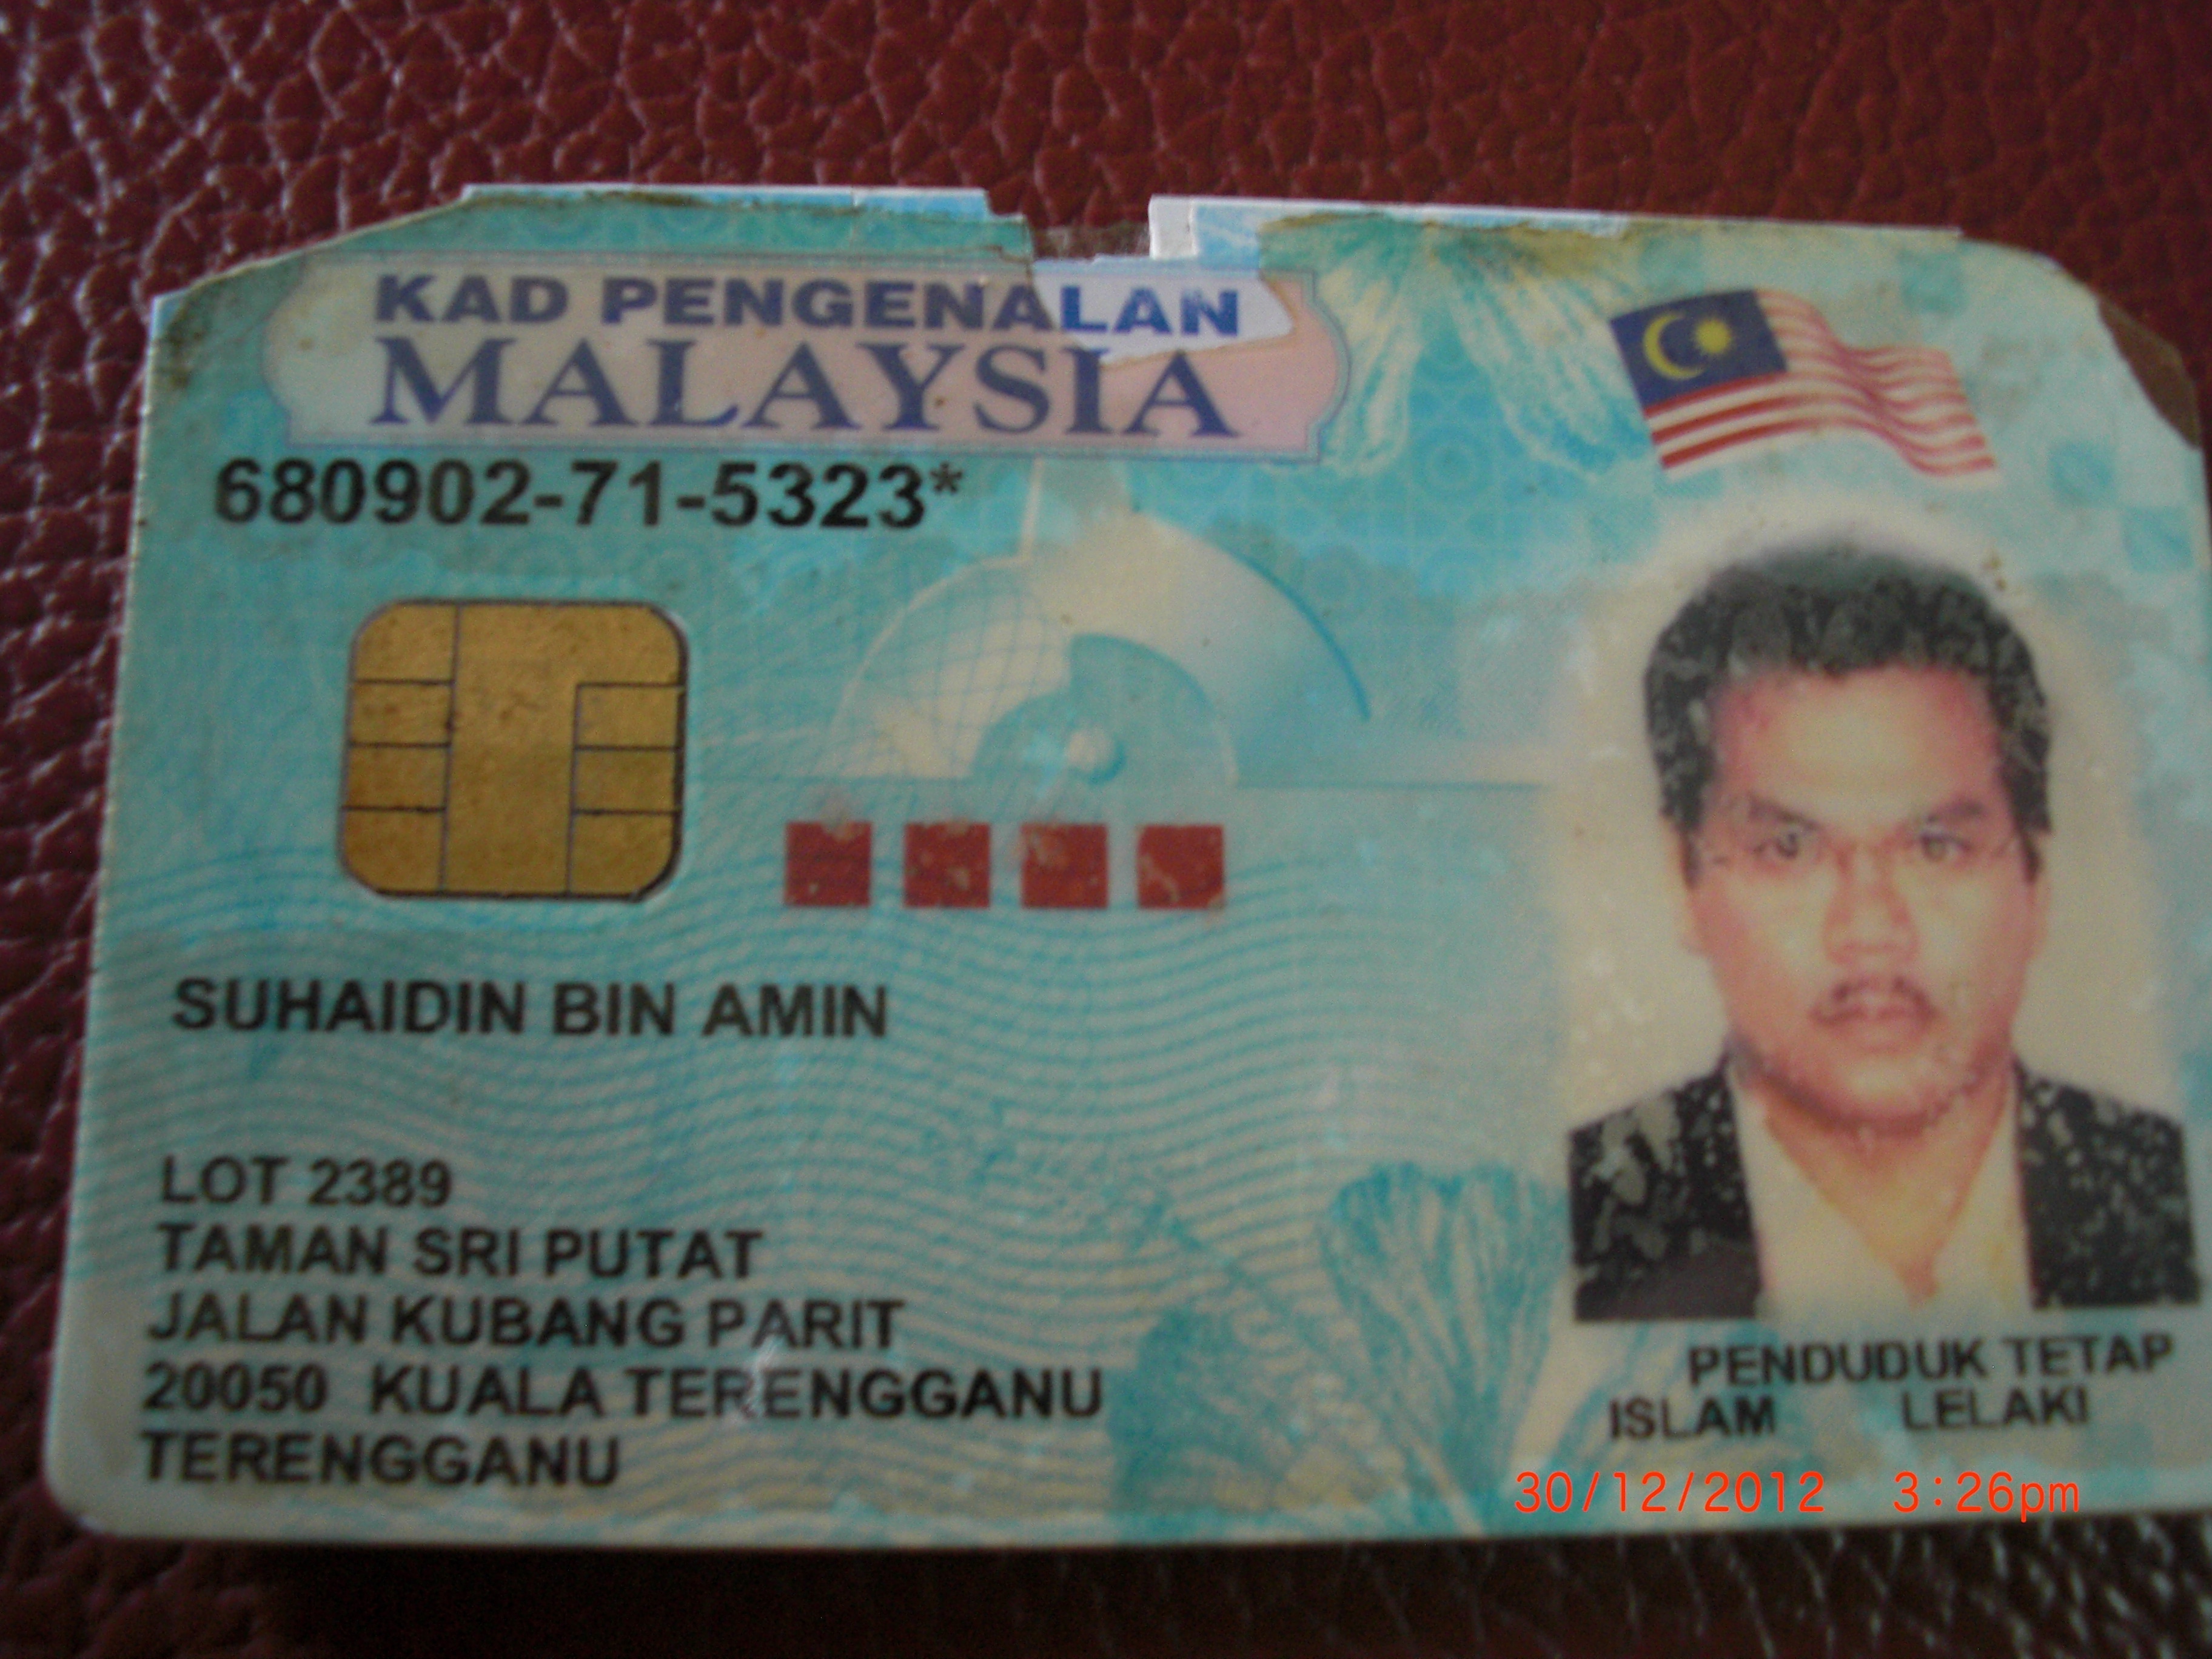 KAD PENGENALAN
MALAYSIA
680902-71-5323*
SUHAIDIN BIN AMIN
LOT 2389
TAMAN SRI PUTAT
JALAN KUBANG PARIT
20050 KUALA TERENGGANU
TERENGGANU
PENDUDUK TETAP
ISLAM LELAKI
30/12/2012 3:26pm